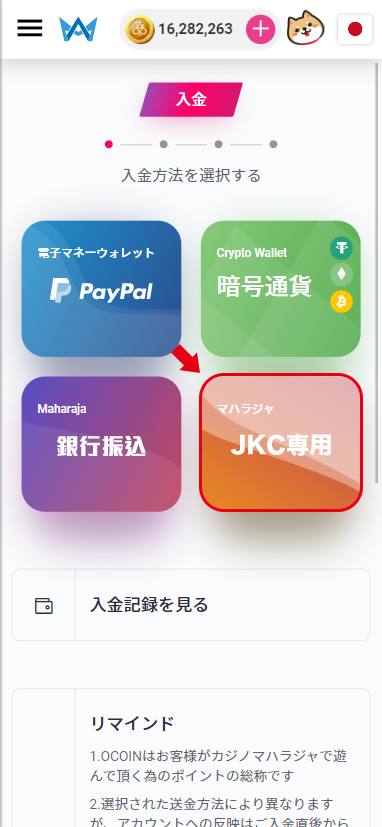 16,282,263
入金
入金方法を選択する
電子マネーウォレット
PayPal
Crypto Wallet
暗号通貨
Maharaja
銀行振込
マハラジャ
JKC専用
入金記録を見る
リマインド
1.OCOINはお客様がカジノマハラジャで遊
んで頂く為のポイントの総称です
2.選択された送金方法により異なります
が、アカウントへの反映はご入金直後から